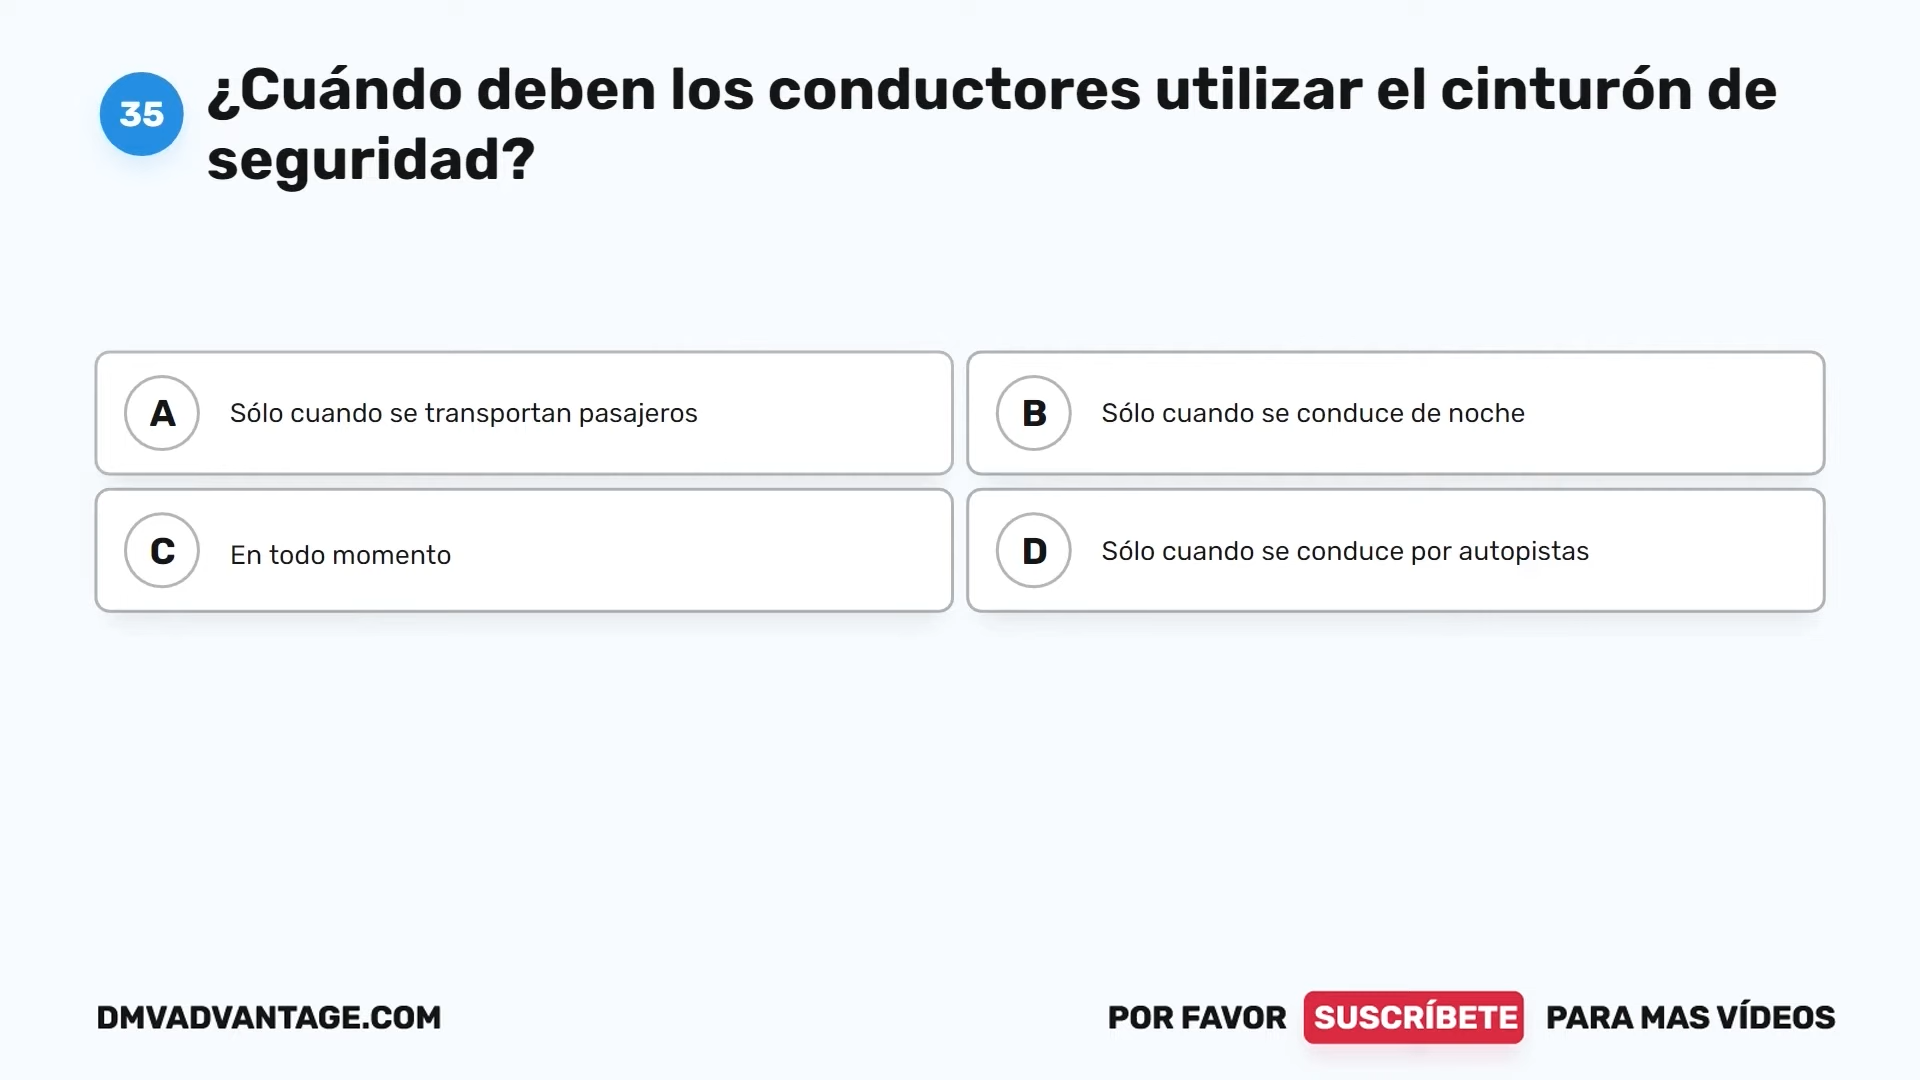 35
¿Cuándo deben los conductores utilizar el cinturón de
seguridad?
A Sólo cuando se transportan pasajeros
B Sólo cuando se conduce de noche
C En todo momento
D Sólo cuando se conduce por autopistas
DMVADVANTAGE.COM
POR FAVOR SUSCRÍBETE PARA MAS VÍDEOS